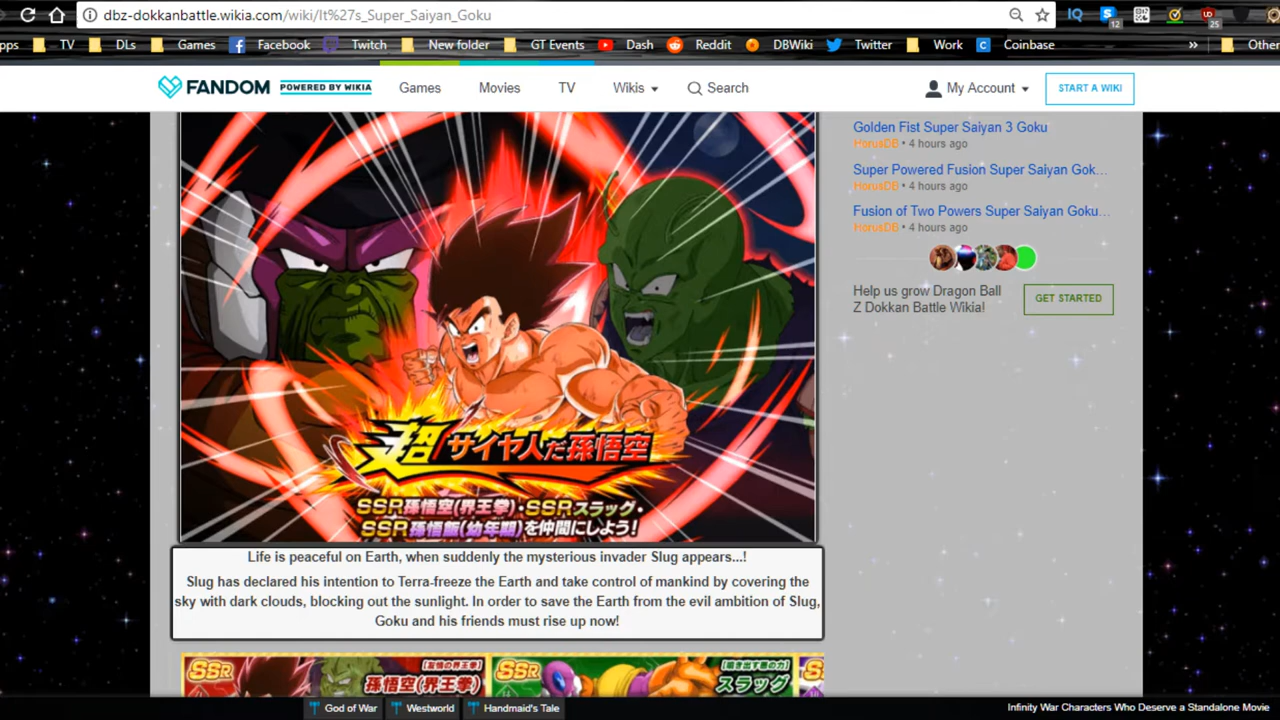 dbz-dokkanbattle.wikia.com/wiki/It%27s_Super_Saiyan_Goku
IQ
S
12
UD
25
pps TV DLs Games Facebook Twitch New folder GT Events Dash Reddit DBWiki Twitter Work Coinbase » Other
FANDOM POWERED BY WIKIA Games Movies TV Wikis Search My Account START A WIKI
Golden Fist Super Saiyan 3 Goku
HorusDB • 4 hours ago
Super Powered Fusion Super Saiyan Gok...
HorusDB • 4 hours ago
Fusion of Two Powers Super Saiyan Goku...
HorusDB • 4 hours ago
Help us grow Dragon Ball
Z Dokkan Battle Wikia!
GET STARTED
超サイヤ人だ孫悟空
SSR孫悟空(界王拳)・SSRスラッグ・
SSR孫悟飯(幼年期)を仲間にしよう!
Life is peaceful on Earth, when suddenly the mysterious invader Slug appears...!
Slug has declared his intention to Terra-freeze the Earth and take control of mankind by covering the
sky with dark clouds, blocking out the sunlight. In order to save the Earth from the evil ambition of Slug,
Goku and his friends must rise up now!
SSR
[友情の界王拳]
孫悟空(界王拳)
SSR
スラッグ
God of War Westworld Handmaid's Tale
Infinity War Characters Who Deserve a Standalone Movie